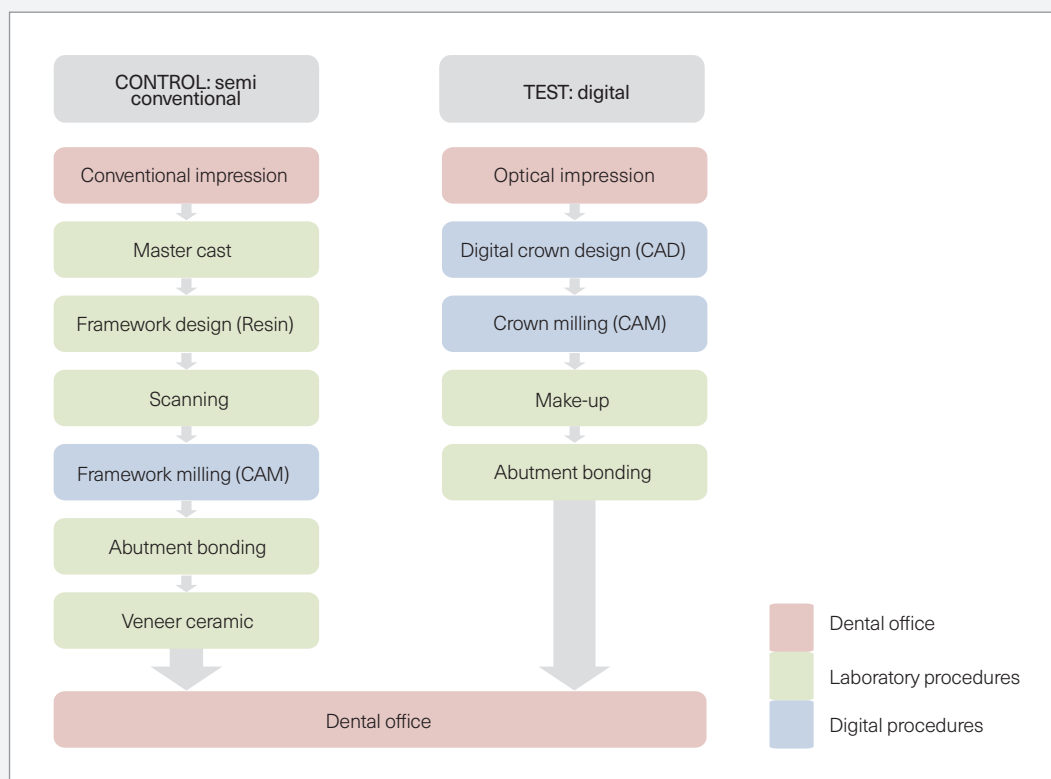 CONTROL: semi
conventional
Conventional impression
Master cast
Framework design (Resin)
Scanning
Framework milling (CAM)
Abutment bonding
Veneer ceramic
TEST: digital
Optical impression
Digital crown design (CAD)
Crown milling (CAM)
Make-up
Abutment bonding
Dental office
Dental office
Laboratory procedures
Digital procedures